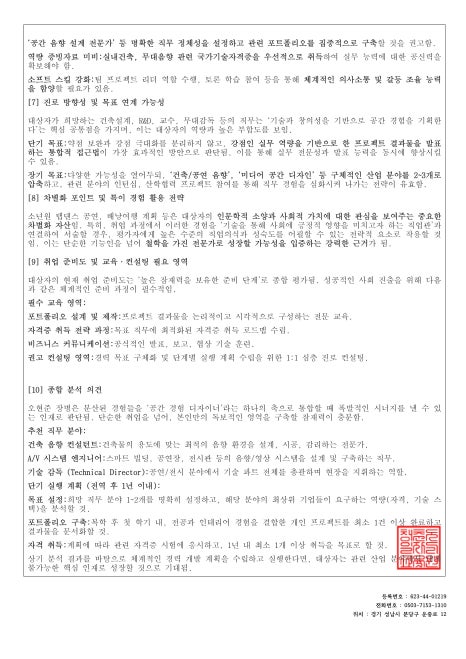 ‘공간 음향 설계 전문가’ 등 명확한 직무 정체성을 설정하고 관련 포트폴리오를 집중적으로 구축할 것을 권고함.
역량 증빙자료 미비:실내건축, 무대음향 관련 국가기술자격증을 우선적으로 취득하여 실무 능력에 대한 공신력을
확보해야 함.
소프트 스킬 강화:팀 프로젝트 리더 역할 수행, 토론 학습 참여 등을 통해 체계적인 의사소통 및 갈등 조율 능력
을 함양할 필요가 있음.
[7] 진로 방향성 및 목표 연계 가능성
대상자가 희망하는 건축설계, R&D, 교수, 무대감독 등의 직무는 ‘기술과 창의성을 기반으로 공간 경험을 기획한
다’는 핵심 공통점을 가지며, 이는 대상자의 역량과 높은 부합도를 보임.
단기 목표:약점 보완과 강점 극대화를 분리하지 않고, 강점인 실무 역량을 기반으로 한 프로젝트 결과물을 발표
하는 통합적 접근법이 가장 효과적인 방안으로 판단됨. 이를 통해 실무 전문성과 발표 능력을 동시에 향상시킬
수 있음.
장기 목표:다양한 가능성을 열어두되, ‘건축/공연 음향’, ‘미디어 공간 디자인’ 등 구체적인 산업 분야를 2~3개로
압축하고, 관련 분야의 인턴십, 산학협력 프로젝트 참여를 통해 직무 경험을 심화시켜 나가는 전략이 유효함.
[8] 차별화 포인트 및 특이 경험 활용 전략
소년원 밴댄스 공연, 배낭여행 계획 등은 대상자의 인문학적 소양과 사회적 가치에 대한 관심을 보여주는 중요한
차별화 자산임. 특히, 취업 과정에서 이러한 경험을 ‘기술을 통해 사회에 긍정적 영향을 미치고자 하는 직업관’과
연결하여 서술할 경우, 평가자에게 높은 수준의 직업의식과 성숙도를 어필할 수 있는 전략적 요소로 작용할 것
임. 이는 단순한 기능인을 넘어 철학을 가진 전문가로 성장할 가능성을 입증하는 강력한 근거가 됨.
[9] 취업 준비도 및 교육·컨설팅 필요 영역
대상자의 현재 취업 준비도는 ‘높은 잠재력을 보유한 준비 단계’로 종합 평가됨. 성공적인 사회 진출을 위해 다음
과 같은 체계적인 준비 과정이 필수적임.
필수 교육 영역:
포트폴리오 설계 및 제작:프로젝트 결과물을 논리적이고 시각적으로 구성하는 전문 교육.
자격증 취득 전략 과정:목표 직무에 최적화된 자격증 취득 로드맵 수립.
비즈니스 커뮤니케이션:공식적인 발표, 보고, 협상 기술 훈련.
권고 컨설팅 영역:경력 목표 구체화 및 단계별 실행 계획 수립을 위한 1:1 심층 진로 컨설팅.
[10] 종합 분석 의견
오현준 장병은 분산된 경험들을 ‘공간 경험 디자이너’라는 하나의 축으로 통합할 때 폭발적인 시너지를 낼 수 있
는 인재로 판단됨. 단순한 취업을 넘어, 본인만의 독보적인 영역을 구축할 잠재력이 충분함.
추천 직무 분야:
건축 음향 컨설턴트:건축물의 용도에 맞는 최적의 음향 환경을 설계, 시공, 감리하는 전문가.
A/V 시스템 엔지니어:스마트 빌딩, 공연장, 전시관 등의 음향/영상 시스템을 설계 및 구축하는 직무.
기술 감독 (Technical Director):공연/전시 분야에서 기술 파트 전체를 총괄하며 현장을 지휘하는 역할.
단기 실행 계획 (전역 후 1년 이내):
목표 설정:희망 직무 분야 1~2개를 명확히 설정하고, 해당 분야의 최상위 기업들이 요구하는 역량(자격, 기술 스
택)을 분석할 것.
포트폴리오 구축:복학 후 첫 학기 내, 전공과 인테리어 경험을 결합한 개인 프로젝트를 최소 1건 이상 완료하고
결과물을 문서화할 것.
자격 취득:계획에 따라 관련 자격증 시험에 응시하고, 1년 내 최소 1개 이상 취득을 목표로 할 것.
상기 분석 결과를 바탕으로 체계적인 경력 개발 계획을 수립하고 실행한다면, 대상자는 관련 산업 분야에서
품가능한 핵심 인재로 성장할 것으로 기대됨.
등록번호 : 623-44-01219
전화번호 : 0503-7153-1310
위치 : 경기 성남시 분당구 운중로 12